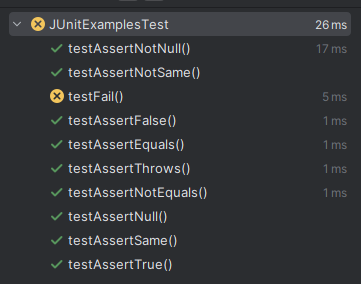 JUnitExamplesTest 26 ms
testAssertNotNull() 17 ms
testAssertNotSame()
testFail() 5 ms
testAssertFalse() 1 ms
testAssertEquals() 1 ms
testAssertThrows() 1 ms
testAssertNotEquals() 1 ms
testAssertNull()
testAssertSame()
testAssertTrue()